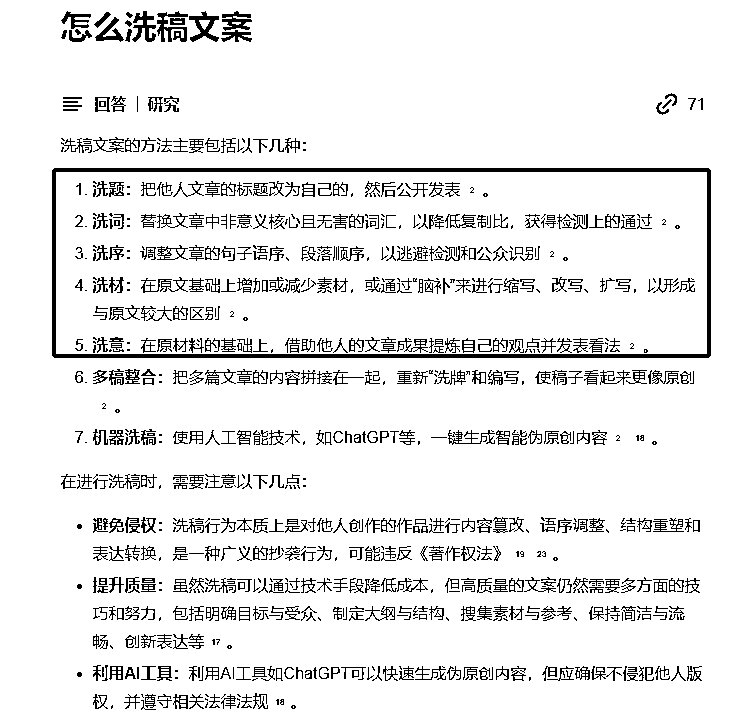 怎么洗稿文案
回答 | 研究 71
洗稿文案的方法主要包括以下几种：
1. 洗题：把他人文章的标题改为自己的，然后公开发表 2 。
2. 洗词：替换文章中非意义核心且无害的词汇，以降低复制比，获得检测上的通过 2 。
3. 洗序：调整文章的句子语序、段落顺序，以逃避检测和公众识别 2 。
4. 洗材：在原文基础上增加或减少素材，或通过“脑补”来进行缩写、改写、扩写，以形成
与原文较大的区别 2 。
5. 洗意：在原材料的基础上，借助他人的文章成果提炼自己的观点并发表看法 2 。
6. 多稿整合：把多篇文章的内容拼接在一起，重新“洗牌”和编写，使稿子看起来更像原创
2 。
7. 机器洗稿：使用人工智能技术，如ChatGPT等，一键生成智能伪原创内容 2 18 。
在进行洗稿时，需要注意以下几点：
• 避免侵权：洗稿行为本质上是对他人创作的作品进行内容篡改、语序调整、结构重塑和
表达转换，是一种广义的抄袭行为，可能违反《著作权法》 19 23 。
• 提升质量：虽然洗稿可以通过技术手段降低成本，但高质量的文案仍然需要多方面的技
巧和努力，包括明确目标与受众、制定大纲与结构、搜集素材与参考、保持简洁与流
畅、创新表达等 17 。
• 利用AI工具：利用AI工具如ChatGPT可以快速生成伪原创内容，但应确保不侵犯他人版
权，并遵守相关法律法规 18 。